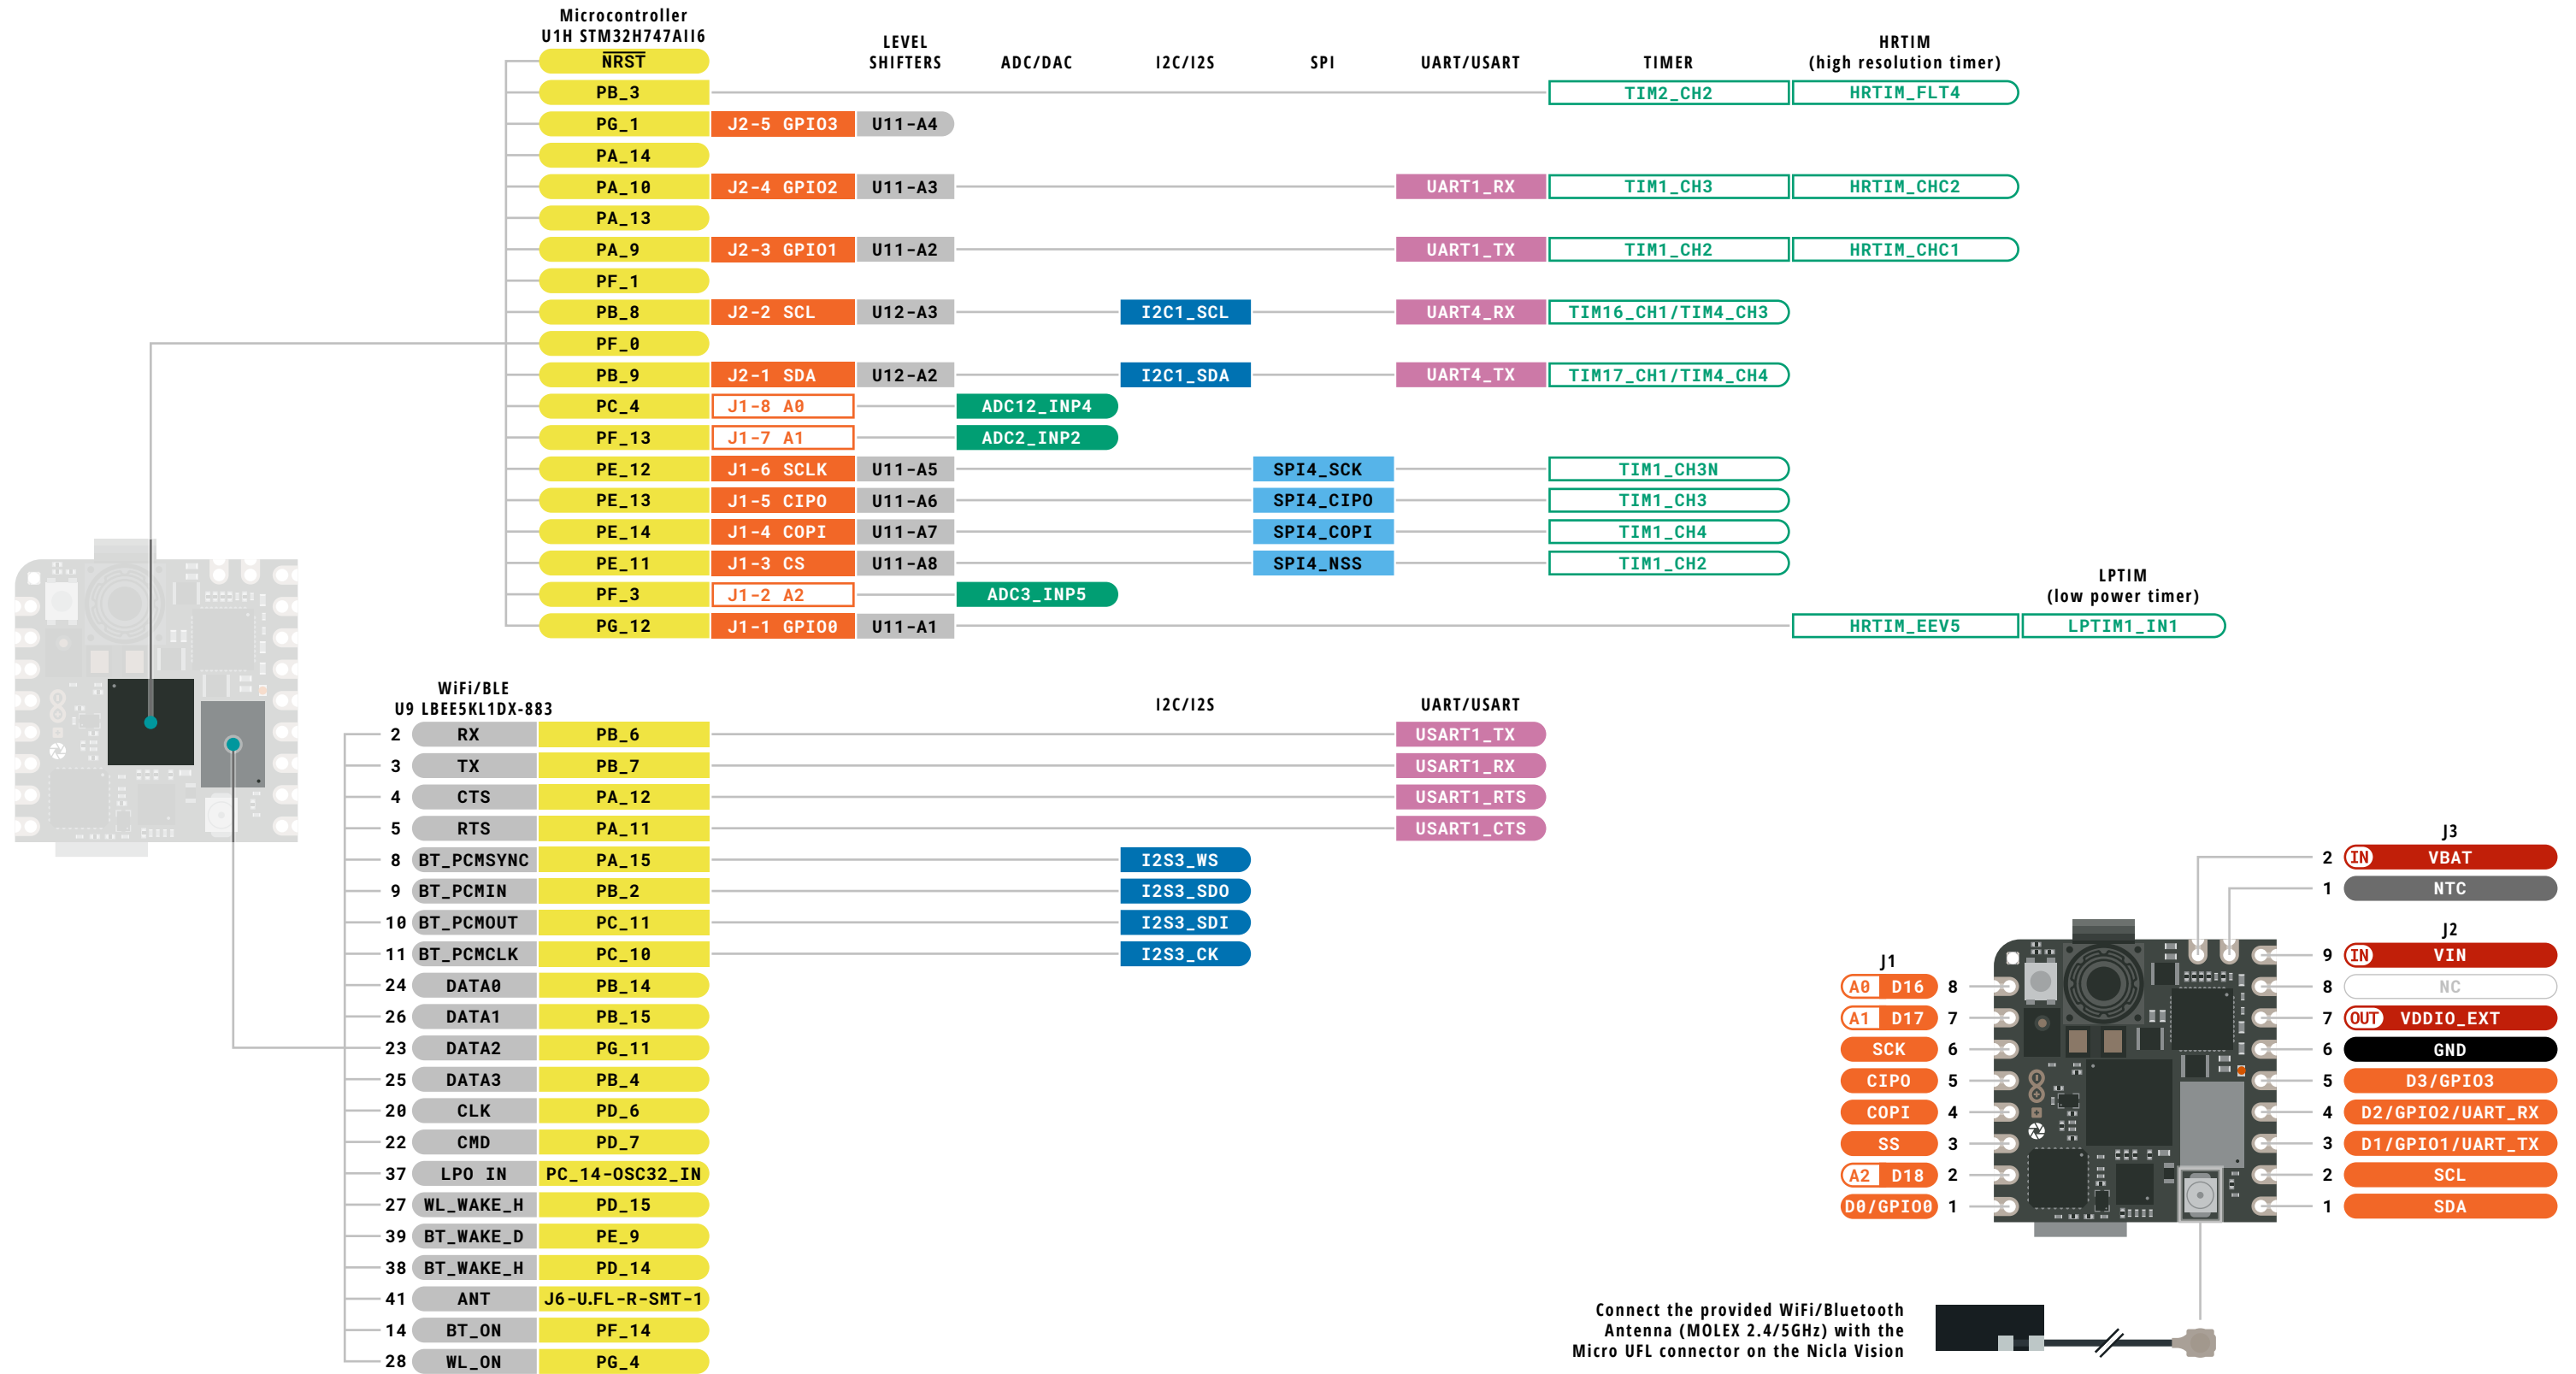 Microcontroller
U1H STM32H747AII6
LEVEL
SHIFTERS
ADC/DAC
I2C/I2S
SPI
UART/USART
TIMER
HRTIM
(high resolution timer)
NRST
PB_3 TIM2_CH2 HRTIM_FLT4
PG_1 J2-5 GPIO3 U11-A4
PA_14
PA_10 J2-4 GPIO2 U11-A3 UART1_RX TIM1_CH3 HRTIM_CHC2
PA_13
PA_9 J2-3 GPIO1 U11-A2 UART1_TX TIM1_CH2 HRTIM_CHC1
PF_1
PB_8 J2-2 SCL U12-A3 I2C1_SCL UART4_RX TIM16_CH1/TIM4_CH3
PF_0
PB_9 J2-1 SDA U12-A2 I2C1_SDA UART4_TX TIM17_CH1/TIM4_CH4
PC_4 J1-8 A0 ADC12_INP4
PF_13 J1-7 A1 ADC2_INP2
PE_12 J1-6 SCLK U11-A5 SPI4_SCK TIM1_CH3N
PE_13 J1-5 CIPO U11-A6 SPI4_CIPO TIM1_CH3
PE_14 J1-4 COPI U11-A7 SPI4_COPI TIM1_CH4
PE_11 J1-3 CS U11-A8 SPI4_NSS TIM1_CH2
LPTIM
(low power timer)
PF_3 J1-2 A2 ADC3_INP5
PG_12 J1-1 GPIO0 U11-A1 HRTIM_EEV5 LPTIM1_IN1
WiFi/BLE
U9 LBEE5KL1DX-883
I2C/I2S
UART/USART
2 RX PB_6 USART1_TX
3 TX PB_7 USART1_RX
4 CTS PA_12 USART1_RTS
5 RTS PA_11 USART1_CTS
8 BT_PCMSYNC PA_15 I2S3_WS
9 BT_PCMIN PB_2 I2S3_SDO
10 BT_PCMOUT PC_11 I2S3_SDI
11 BT_PCMCLK PC_10 I2S3_CK
24 DATA0 PB_14
26 DATA1 PB_15
23 DATA2 PG_11
25 DATA3 PB_4
20 CLK PD_6
22 CMD PD_7
37 LPO IN PC_14-OSC32_IN
27 WL_WAKE_H PD_15
39 BT_WAKE_D PE_9
38 BT_WAKE_H PD_14
41 ANT J6-U.FL-R-SMT-1
14 BT_ON PF_14
28 WL_ON PG_4
J3
2 IN VBAT
1 NTC
J2
9 IN VIN
8 NC
7 OUT VDDIO_EXT
6 GND
5 D3/GPIO3
4 D2/GPIO2/UART_RX
3 D1/GPIO1/UART_TX
2 SCL
1 SDA
J1
A0 D16 8
A1 D17 7
SCK 6
CIPO 5
COPI 4
SS 3
A2 D18 2
D0/GPIO0 1
Connect the provided WiFi/Bluetooth
Antenna (MOLEX 2.4/5GHz) with the
Micro UFL connector on the Nicla Vision